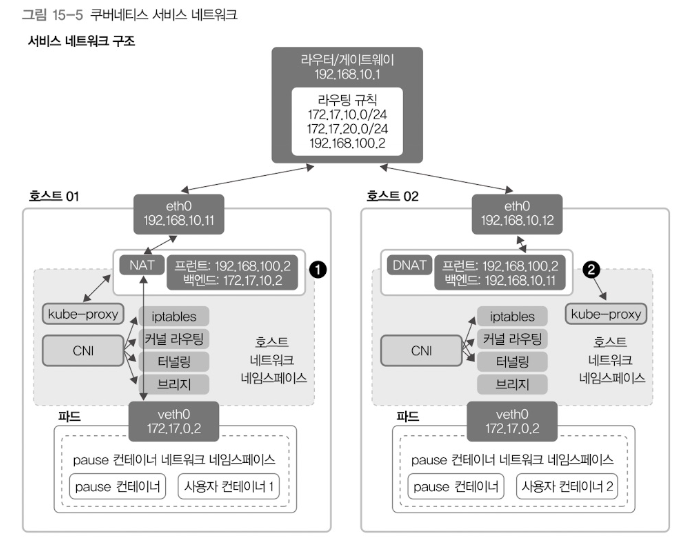 그림 15-5 쿠버네티스 서비스 네트워크
서비스 네트워크 구조
라우터/게이트웨이
192.168.10.1
라우팅 규칙
172.17.10.0/24
172.17.20.0/24
192.168.100.2
호스트 01
eth0
192.168.10.11
NAT
프런트: 192.168.100.2
백엔드: 172.17.10.2
1
kube-proxy
CNI
iptables
커널 라우팅
터널링
브리지
호스트
네트워크
네임스페이스
파드
veth0
172.17.0.2
pause 컨테이너 네트워크 네임스페이스
pause 컨테이너
사용자 컨테이너 1
호스트 02
eth0
192.168.10.12
DNAT
프런트: 192.168.100.2
백엔드: 192.168.10.11
2
kube-proxy
CNI
iptables
커널 라우팅
터널링
브리지
호스트
네트워크
네임스페이스
파드
veth0
172.17.0.2
pause 컨테이너 네트워크 네임스페이스
pause 컨테이너
사용자 컨테이너 2